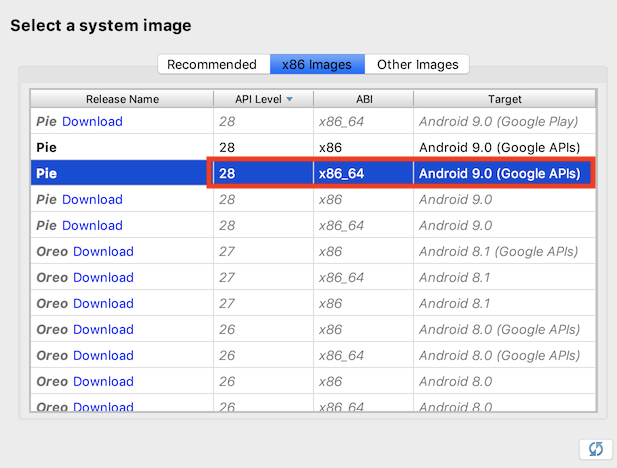 Select a system image
Recommended x86 Images Other Images
Release Name API Level ABI Target
Pie Download 28 x86_64 Android 9.0 (Google Play)
Pie 28 x86 Android 9.0 (Google APIs)
Pie 28 x86_64 Android 9.0 (Google APIs)
Pie Download 28 x86 Android 9.0
Pie Download 28 x86_64 Android 9.0
Oreo Download 27 x86 Android 8.1 (Google APIs)
Oreo Download 27 x86_64 Android 8.1
Oreo Download 27 x86 Android 8.1
Oreo Download 26 x86 Android 8.0 (Google APIs)
Oreo Download 26 x86_64 Android 8.0 (Google APIs)
Oreo Download 26 x86 Android 8.0
Oreo Download 26 x86_64 Android 8.0